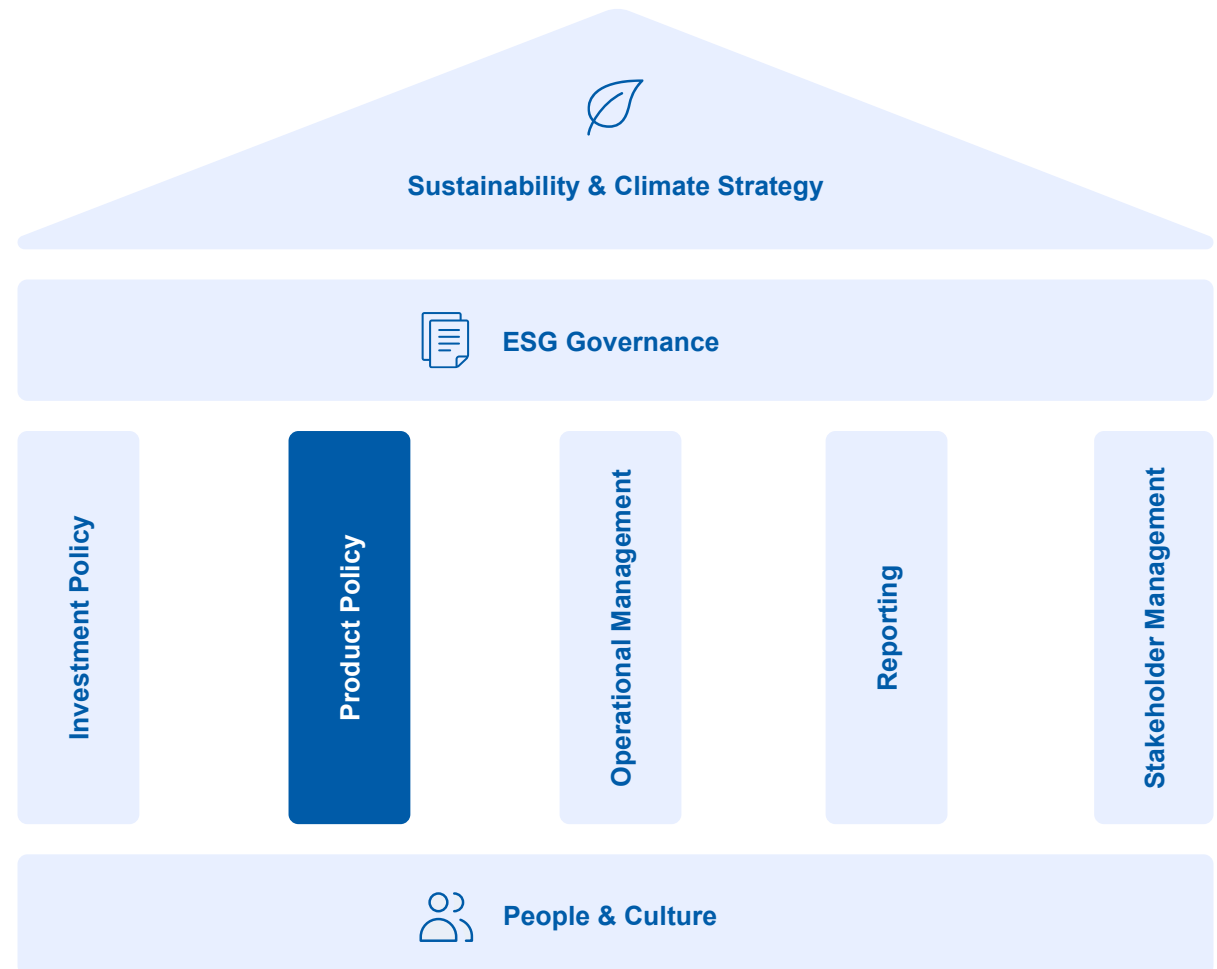 Sustainability & Climate Strategy
ESG Governance
Investment Policy
Product Policy
Operational Management
Reporting
Stakeholder Management
People & Culture